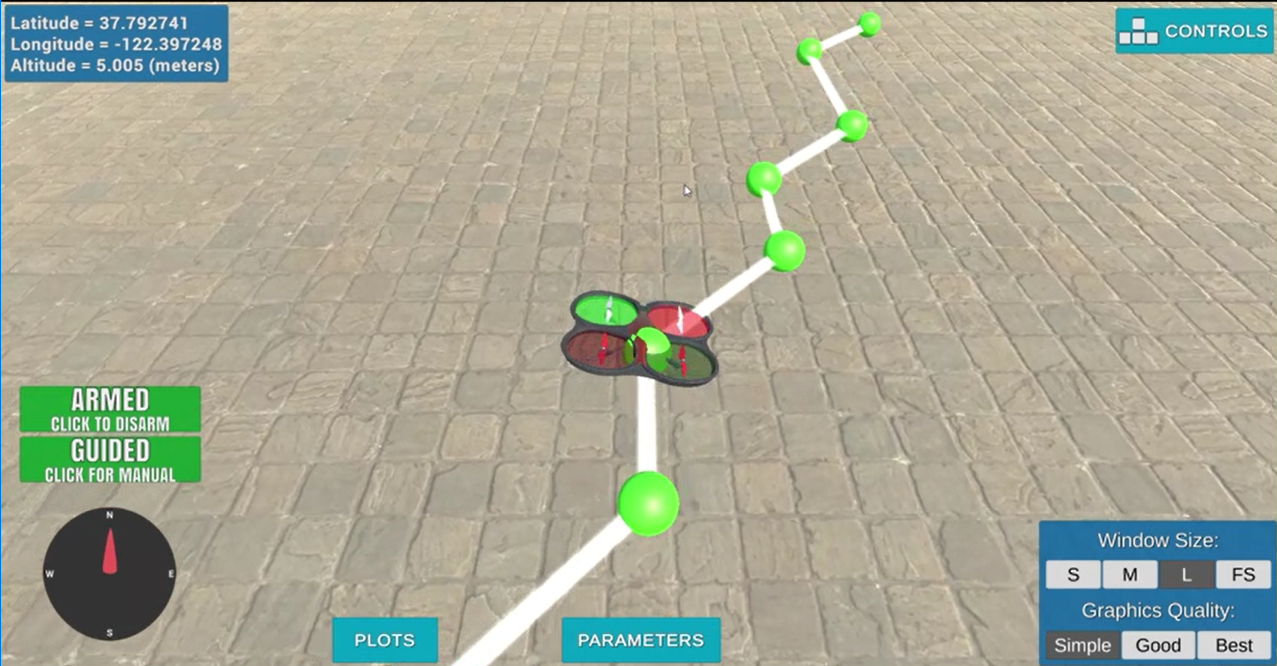 Latitude = 37.792741
Longitude = -122.397248
Altitude = 5.005 (meters)
CONTROLS
ARMED
CLICK TO DISARM
GUIDED
CLICK FOR MANUAL
N
W E
S
PLOTS
PARAMETERS
Window Size:
S M L FS
Graphics Quality:
Simple Good Best